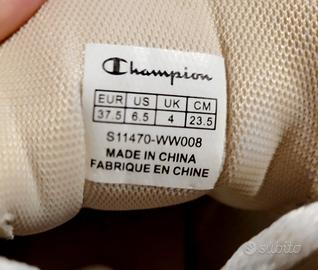 Champion
EUR US UK CM
37.5 6.5 4 23.5
S11470-WW008
MADE IN CHINA
FABRIQUE EN CHINE
subito